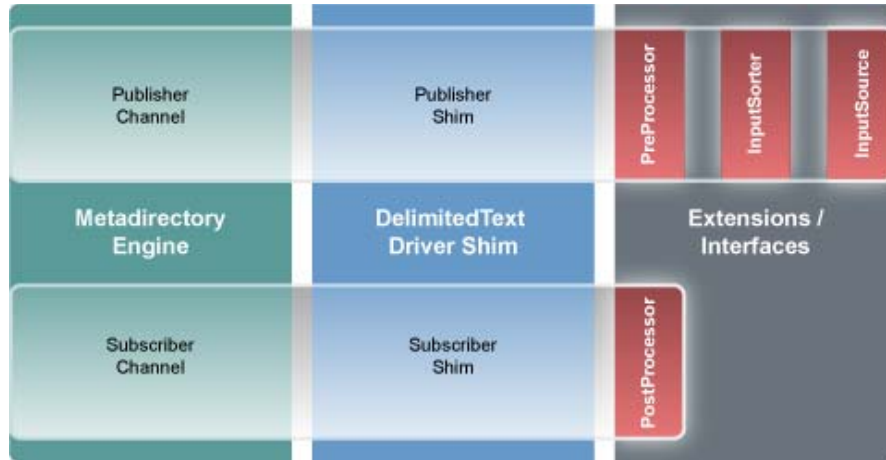 Publisher
Channel
Publisher
Shim
PreProcessor
InputSorter
InputSource
Metadirectory
Engine
DelimitedText
Driver Shim
Extensions /
Interfaces
Subscriber
Channel
Subscriber
Shim
PostProcessor